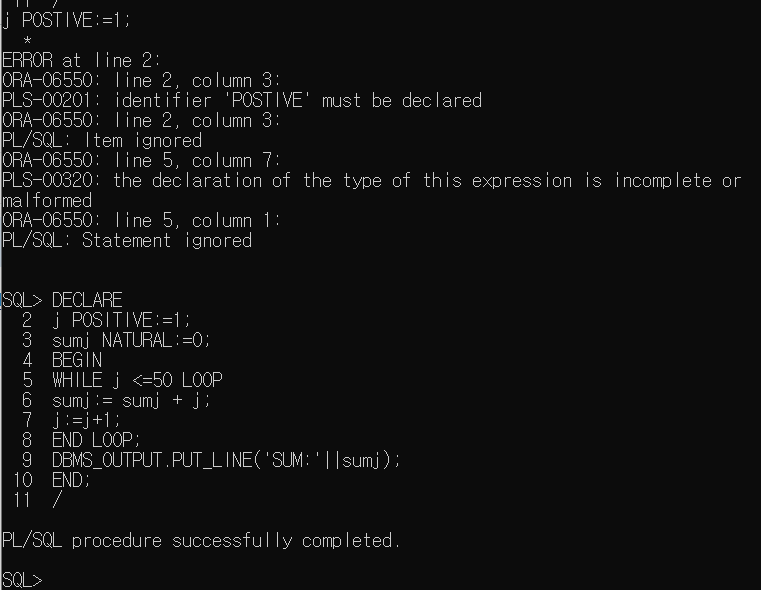 11  /
j POSTIVE:=1;
  *
ERROR at line 2:
ORA-06550: line 2, column 3:
PLS-00201: identifier 'POSTIVE' must be declared
ORA-06550: line 2, column 3:
PL/SQL: Item ignored
ORA-06550: line 5, column 7:
PLS-00320: the declaration of the type of this expression is incomplete or
malformed
ORA-06550: line 5, column 1:
PL/SQL: Statement ignored
SQL> DECLARE
  2  j POSITIVE:=1;
  3  sumj NATURAL:=0;
  4  BEGIN
  5  WHILE j <=50 LOOP
  6  sumj:= sumj + j;
  7  j:=j+1;
  8  END LOOP;
  9  DBMS_OUTPUT.PUT_LINE('SUM:'||sumj);
 10  END;
 11  /
PL/SQL procedure successfully completed.
SQL>